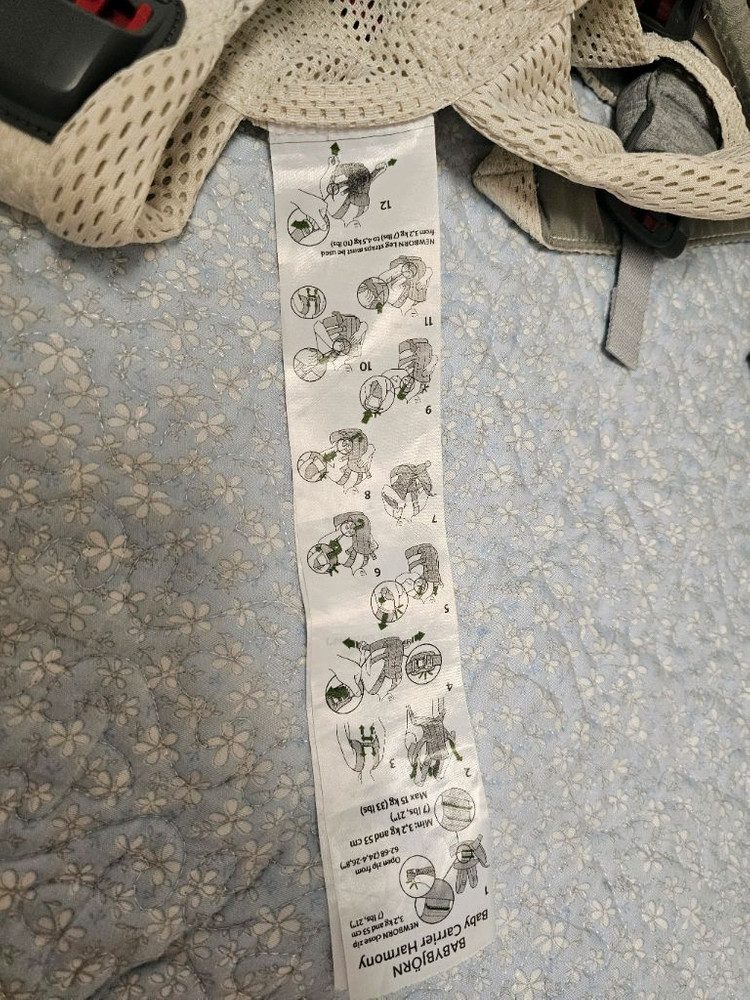 BABYBJÖRN
Baby Carrier Harmony
1
NEWBORN close zip
3,2 kg and 53 cm
(7 lbs, 21")
Open zip from
62-68 (24,4-26,8")
Min: 3,2 kg and 53 cm
(7 lbs, 21")
Max 15 kg (33 lbs)
2
3
4
5
6
7
8
9
10
11
NEWBORN Leg straps must be used
from 3,2 kg (7 lbs) to 4,5 kg (10 lbs)
12